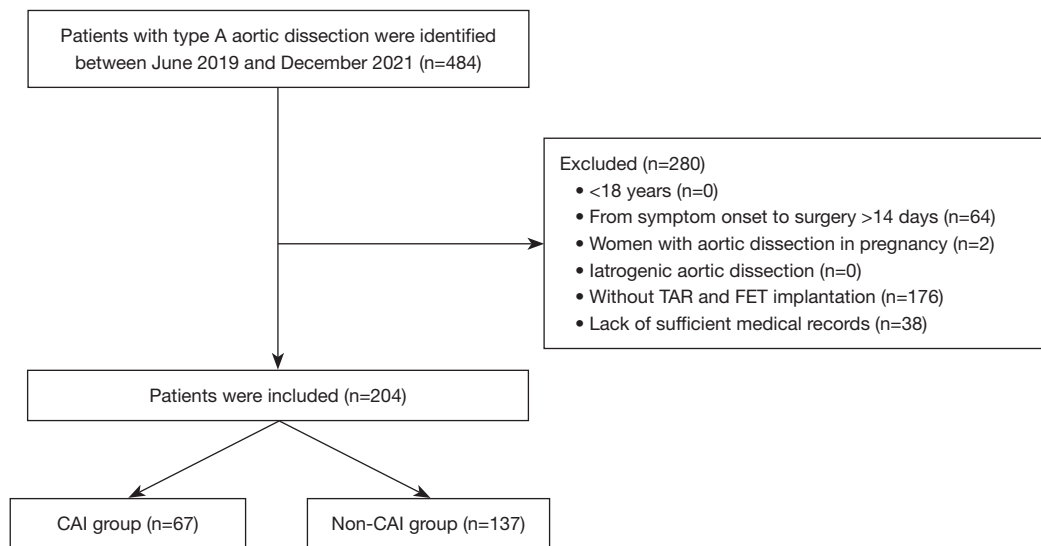 Patients with type A aortic dissection were identified
between June 2019 and December 2021 (n=484)
Excluded (n=280)
• <18 years (n=0)
• From symptom onset to surgery >14 days (n=64)
• Women with aortic dissection in pregnancy (n=2)
• Iatrogenic aortic dissection (n=0)
• Without TAR and FET implantation (n=176)
• Lack of sufficient medical records (n=38)
Patients were included (n=204)
CAI group (n=67)
Non-CAI group (n=137)